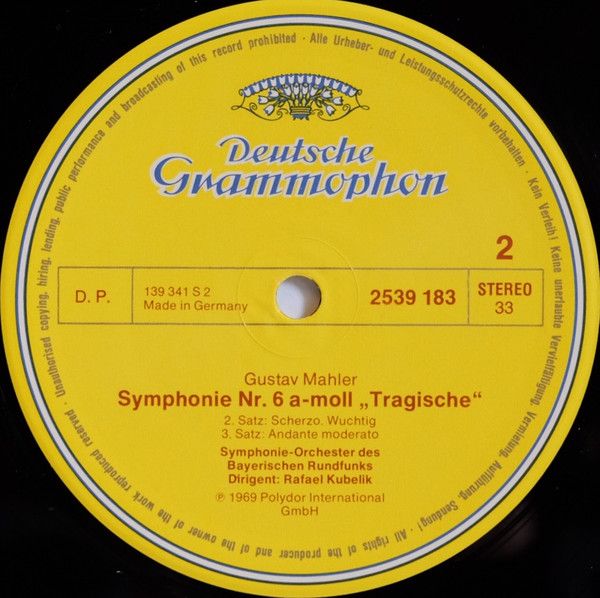 Deutsche
Grammophon
2
D. P.
139 341 S 2
Made in Germany
2539 183
STEREO
33
Gustav Mahler
Symphonie Nr. 6 a-moll „Tragische“
2. Satz: Scherzo. Wuchtig
3. Satz: Andante moderato
Symphonie-Orchester des
Bayerischen Rundfunks
Dirigent: Rafael Kubelik
℗ 1969 Polydor International
GmbH
Alle Urheber- und Leistungsschutzrechte vorbehalten · Kein Verleih! Keine unerlaubte Vervielfältigung, Vermietung, Aufführung, Sendung! · All rights of the producer and of the owner of the work reproduced reserved · Unauthorised copying, hiring, lending, public performance and broadcasting of this record prohibited ·